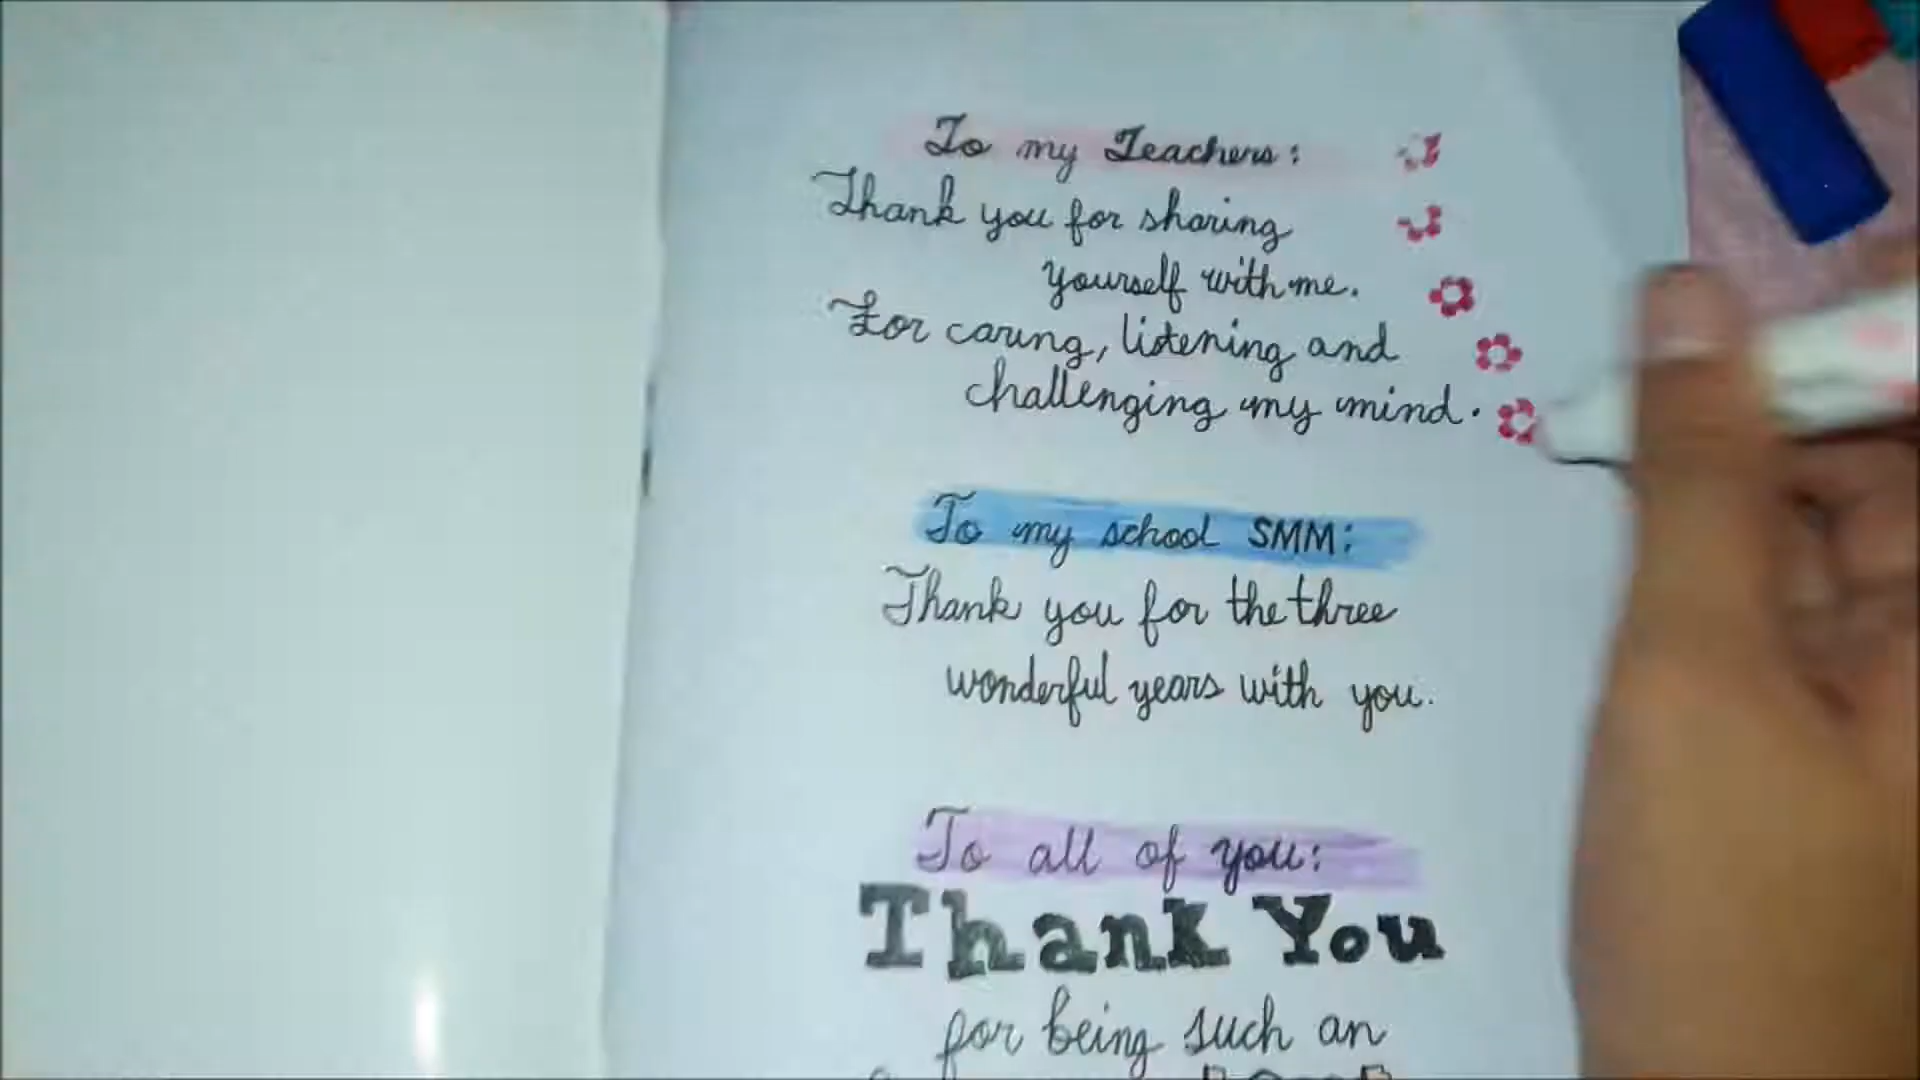 To my Teachers:
Thank you for sharing
yourself with me.
For caring, listening and
challenging my mind.
To my school SMM:
Thank you for the three
wonderful years with you.
To all of you:
Thank You
for being such an